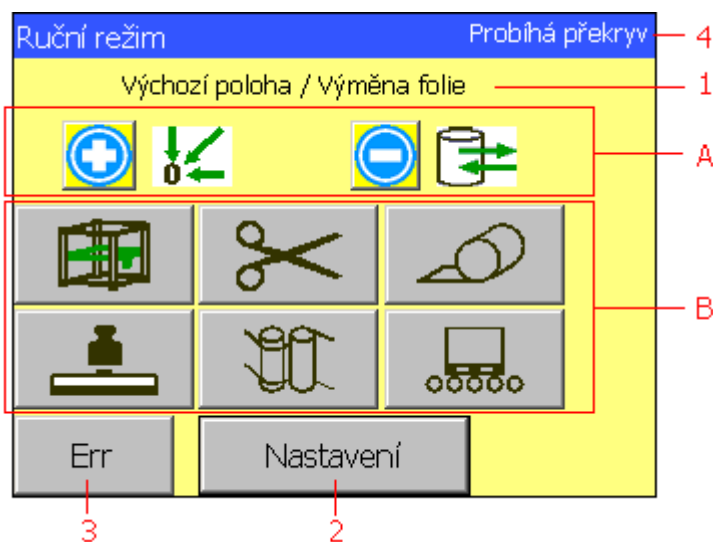 Ruční režim
Probíhá překryv
4
Výchozí poloha / Výměna folie
1
A
B
Err
Nastavení
3
2